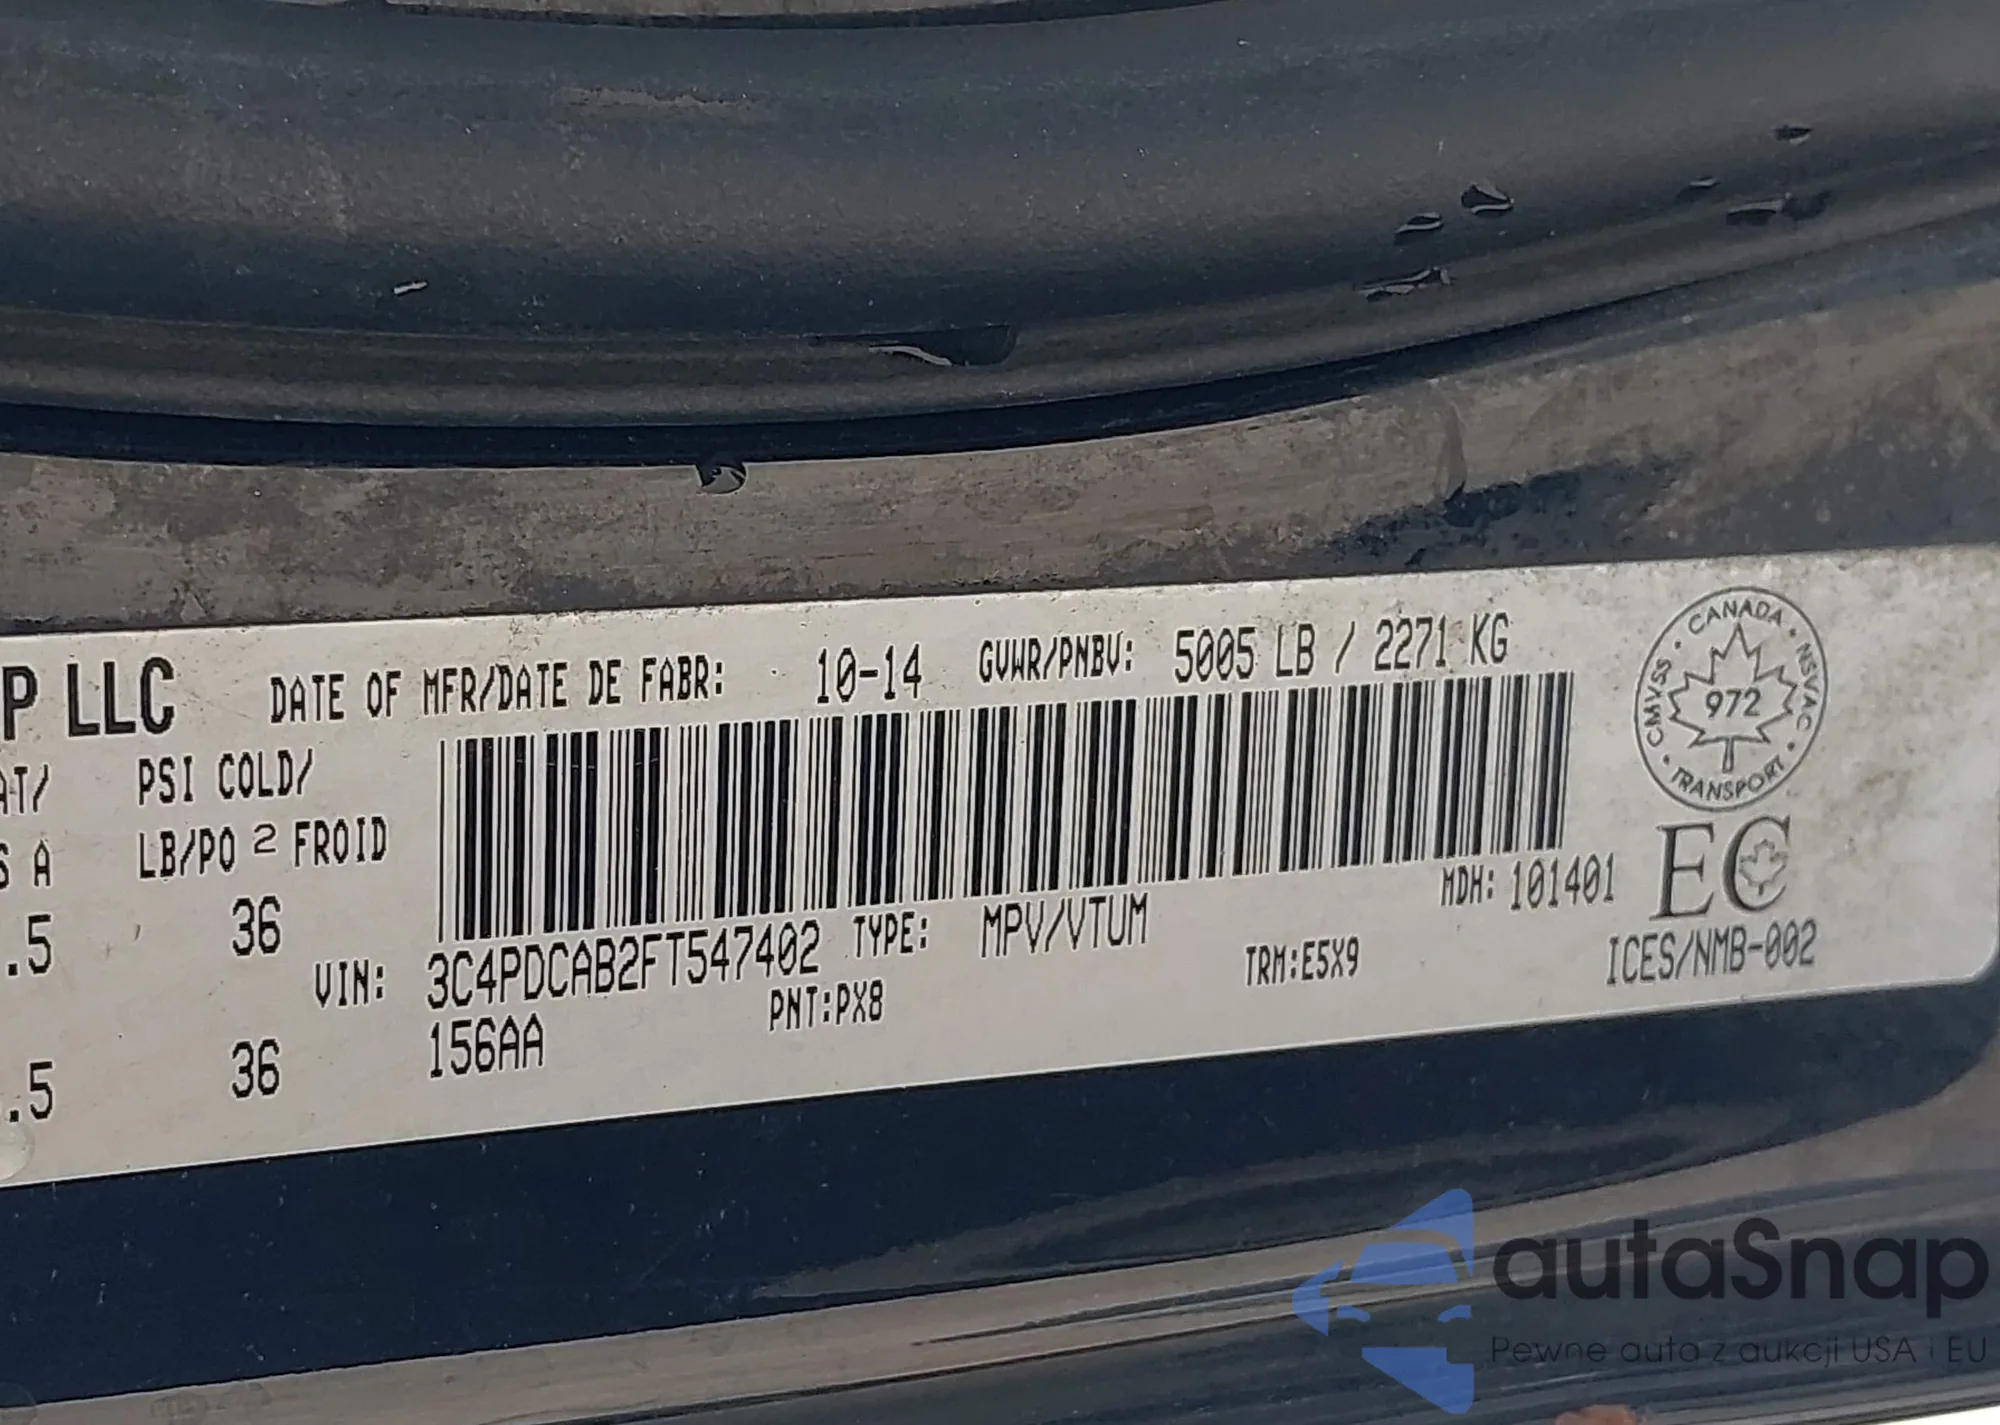 P LLC DATE OF MFR/DATE DE FABR: 10-14 GVWR/PNBV: 5005 LB / 2271 KG
AT/ PSI COLD/
S A LB/PO 2 FROID
.5 36
VIN: 3C4PDCAB2FT547402 TYPE: MPV/VTUM MDH: 101401
156AA PNT:PX8 TRM:E5X9
.5 36
CANADA · NSVAC · TRANSPORT · CMVSS ·
972
EC
ICES/NMB-002
autaSnap
Pewne auto z aukcji USA i EU